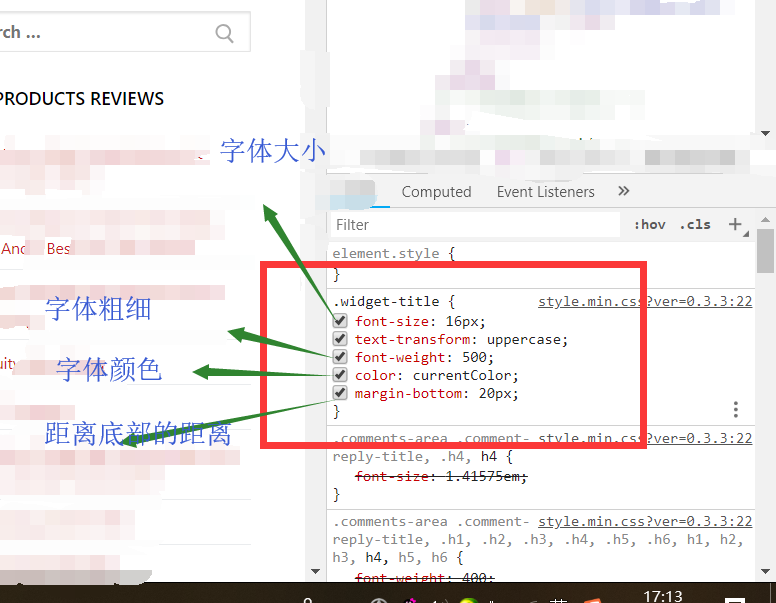 rch ...
PRODUCTS REVIEWS
字体大小
And
Bes
字体粗细
uity
字体颜色
距离底部的距离
Computed Event Listeners »
Filter :hov .cls +
element.style {
}
.widget-title { style.min.css?ver=0.3.3:22
font-size: 16px;
text-transform: uppercase;
font-weight: 500;
color: currentColor;
margin-bottom: 20px;
}
.comments-area .comment- style.min.css?ver=0.3.3:22
reply-title, .h4, h4 {
font-size: 1.41575em;
}
.comments-area .comment- style.min.css?ver=0.3.3:22
reply-title, .h1, .h2, .h3, .h4, .h5, .h6, h1, h2,
h3, h4, h5, h6 {
font-weight: 400;
17:13